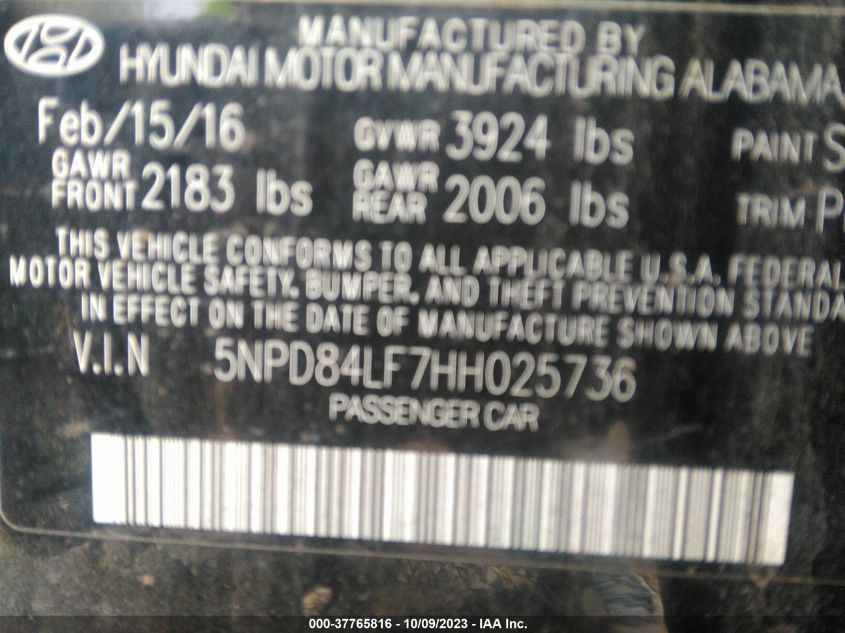 MANUFACTURED BY
HYUNDAI MOTOR MANUFACTURING ALABAMA
Feb/15/16 GVWR 3924 lbs PAINT S
GAWR FRONT 2183 lbs GAWR REAR 2006 lbs TRIM P
THIS VEHICLE CONFORMS TO ALL APPLICABLE U.S.A. FEDERAL
MOTOR VEHICLE SAFETY, BUMPER, AND THEFT PREVENTION STANDA
IN EFFECT ON THE DATE OF MANUFACTURE SHOWN ABOVE
V.I.N 5NPD84LF7HH025736
PASSENGER CAR
000-37765816 - 10/09/2023 - IAA Inc.